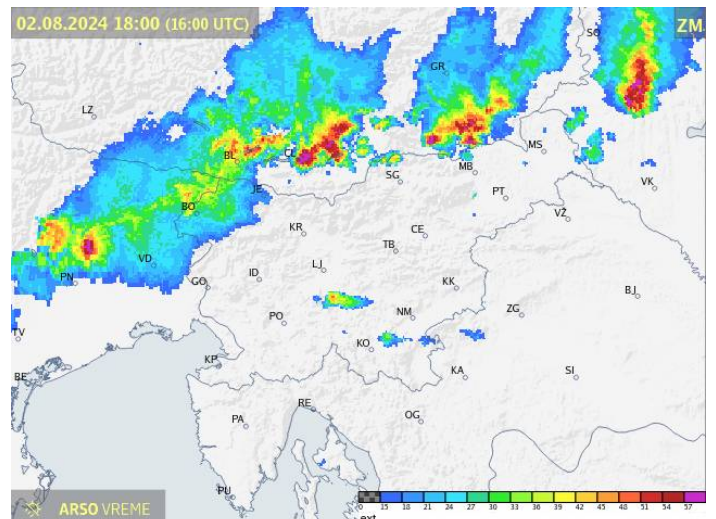 02.08.2024 18:00 (16:00 UTC)
ZM
SO
GR
LZ
MS
BL
CL
MB
SG
JE
VK
PT
BO
VŽ
KR
CE
TB
VD
LJ
ID
PN
GO
KK
BJ
NM
ZG
PO
TV
KO
KP
BE
KA
SI
RE
PA
OG
PU
ARSO VREME
0 15 18 21 24 27 30 33 36 39 42 45 48 51 54 57
ext